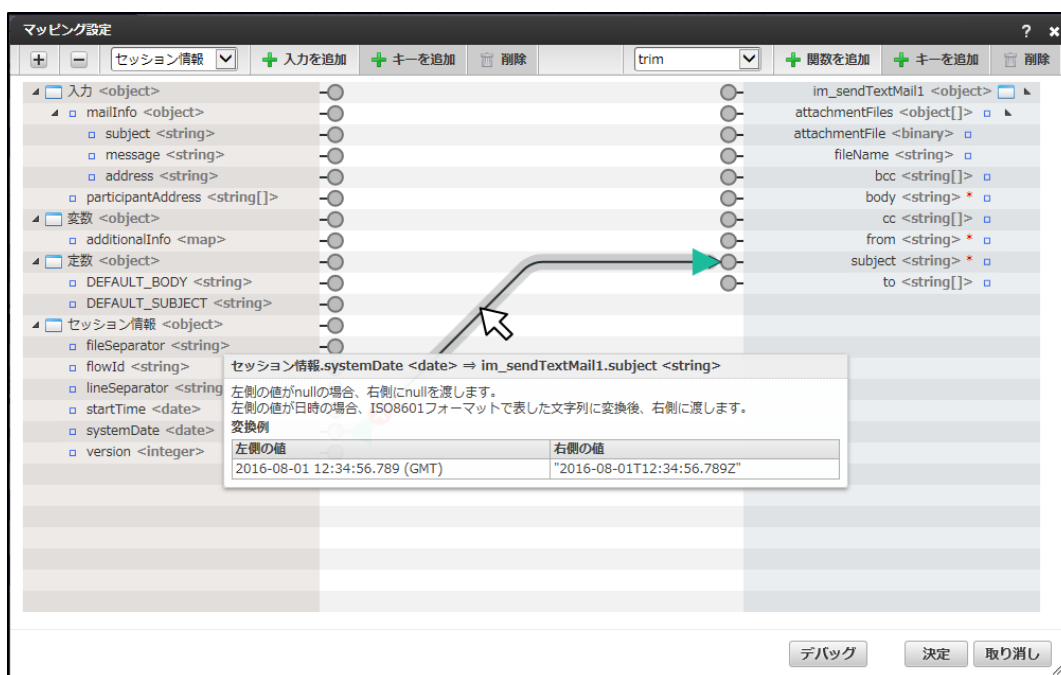 マッピング設定
? ×
セッション情報 入力を追加 キーを追加 削除 trim 関数を追加 キーを追加 削除
入力 <object>
mailInfo <object>
subject <string>
message <string>
address <string>
participantAddress <string[]>
変数 <object>
additionalInfo <map>
定数 <object>
DEFAULT_BODY <string>
DEFAULT_SUBJECT <string>
セッション情報 <object>
fileSeparator <string>
flowId <string>
lineSeparator <string
startTime <date>
systemDate <date>
version <integer>
im_sendTextMail1 <object>
attachmentFiles <object[]>
attachmentFile <binary>
fileName <string>
bcc <string[]>
body <string> *
cc <string[]>
from <string> *
subject <string> *
to <string[]>
セッション情報.systemDate <date> ⇒ im_sendTextMail1.subject <string>
左側の値がnullの場合、右側にnullを渡します。
左側の値が日時の場合、ISO8601フォーマットで表した文字列に変換後、右側に渡します。
変換例
左側の値 右側の値
2016-08-01 12:34:56.789 (GMT) "2016-08-01T12:34:56.789Z"
デバッグ 決定 取り消し